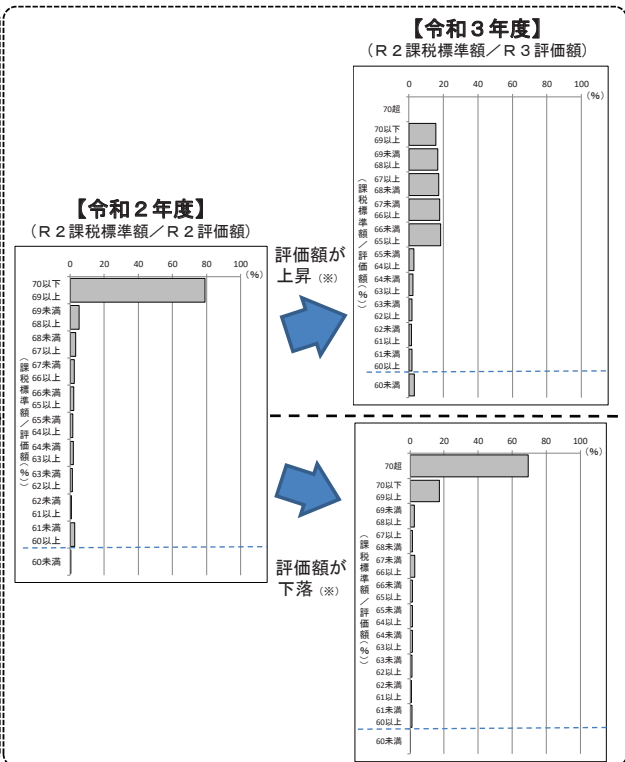 【令和３年度】
（Ｒ２課税標準額／Ｒ３評価額）
0 20 40 60 80 100
(%)
70超
70以下
69以上
69未満
68以上
67以上
68未満
67未満
66以上
66未満
65以上
65未満
64以上
64未満
63以上
63未満
62以上
62未満
61以上
61未満
60以上
60未満
（課税標準額／評価額（％））
【令和２年度】
（Ｒ２課税標準額／Ｒ２評価額）
0 20 40 60 80 100
(%)
70以下
69以上
69未満
68以上
68未満
67以上
67未満
66以上
66未満
65以上
65未満
64以上
64未満
63以上
63未満
62以上
62未満
61以上
61未満
60以上
60未満
（課税標準額／評価額（％））
評価額が
上昇（※）
評価額が
下落（※）
0 20 40 60 80 100
(%)
70超
70以下
69以上
69未満
68以上
67以上
68未満
67未満
66以上
66未満
65以上
65未満
64以上
64未満
63以上
63未満
62以上
62未満
61以上
61未満
60以上
60未満
（課税標準額／評価額（％））